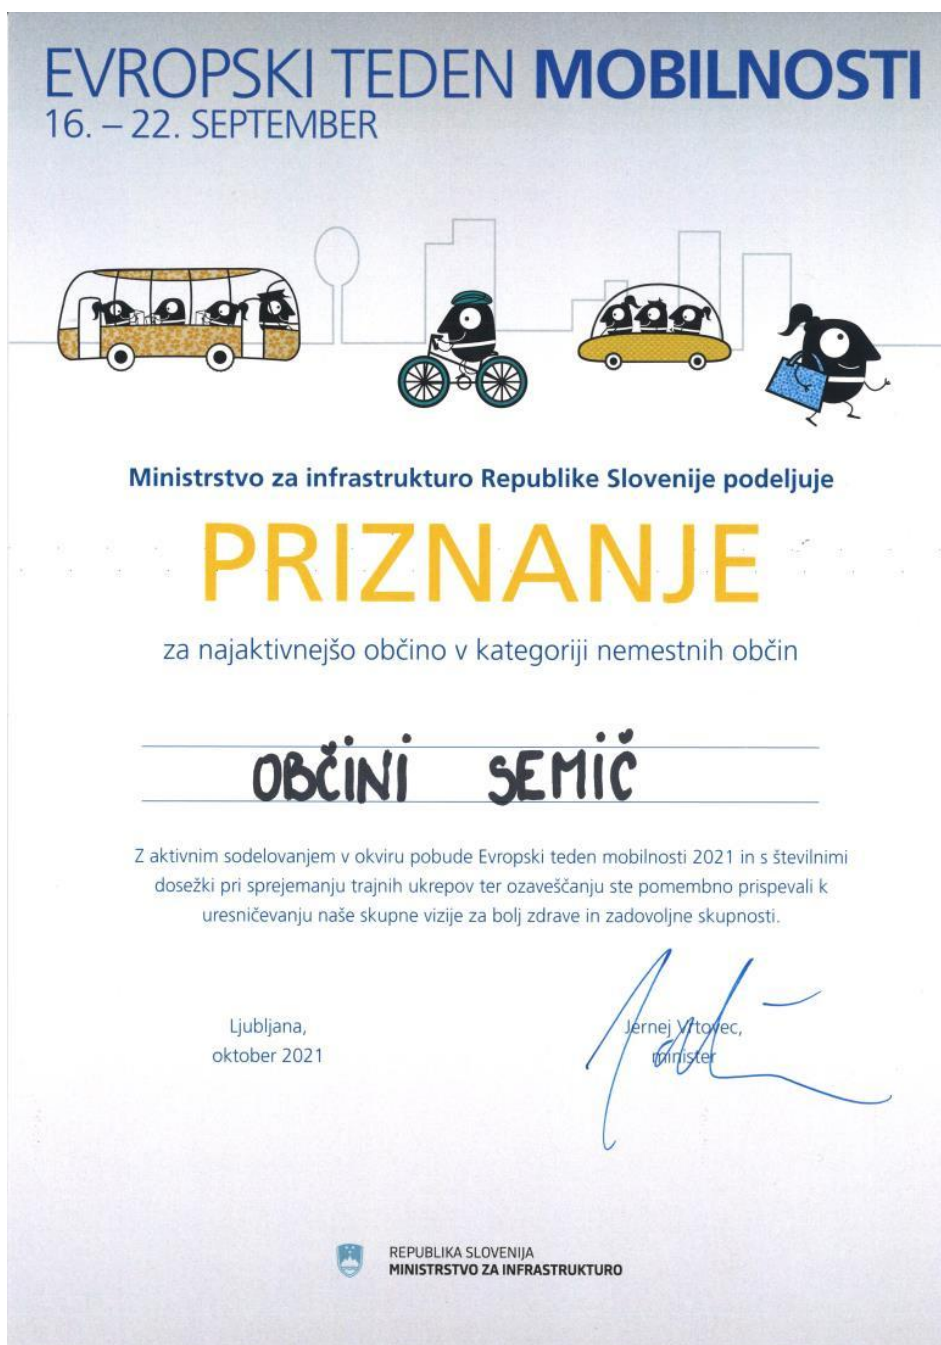 EVROPSKI TEDEN MOBILNOSTI
16. – 22. SEPTEMBER
Ministrstvo za infrastrukturo Republike Slovenije podeljuje
PRIZNANJE
za najaktivnejšo občino v kategoriji nemestnih občin
OBČINI SEMIČ
Z aktivnim sodelovanjem v okviru pobude Evropski teden mobilnosti 2021 in s številnimi
dosežki pri sprejemanju trajnih ukrepov ter ozaveščanju ste pomembno prispevali k
uresničevanju naše skupne vizije za bolj zdrave in zadovoljne skupnosti.
Ljubljana,
oktober 2021
Jernej Vrtovec,
minister
REPUBLIKA SLOVENIJA
MINISTRSTVO ZA INFRASTRUKTURO